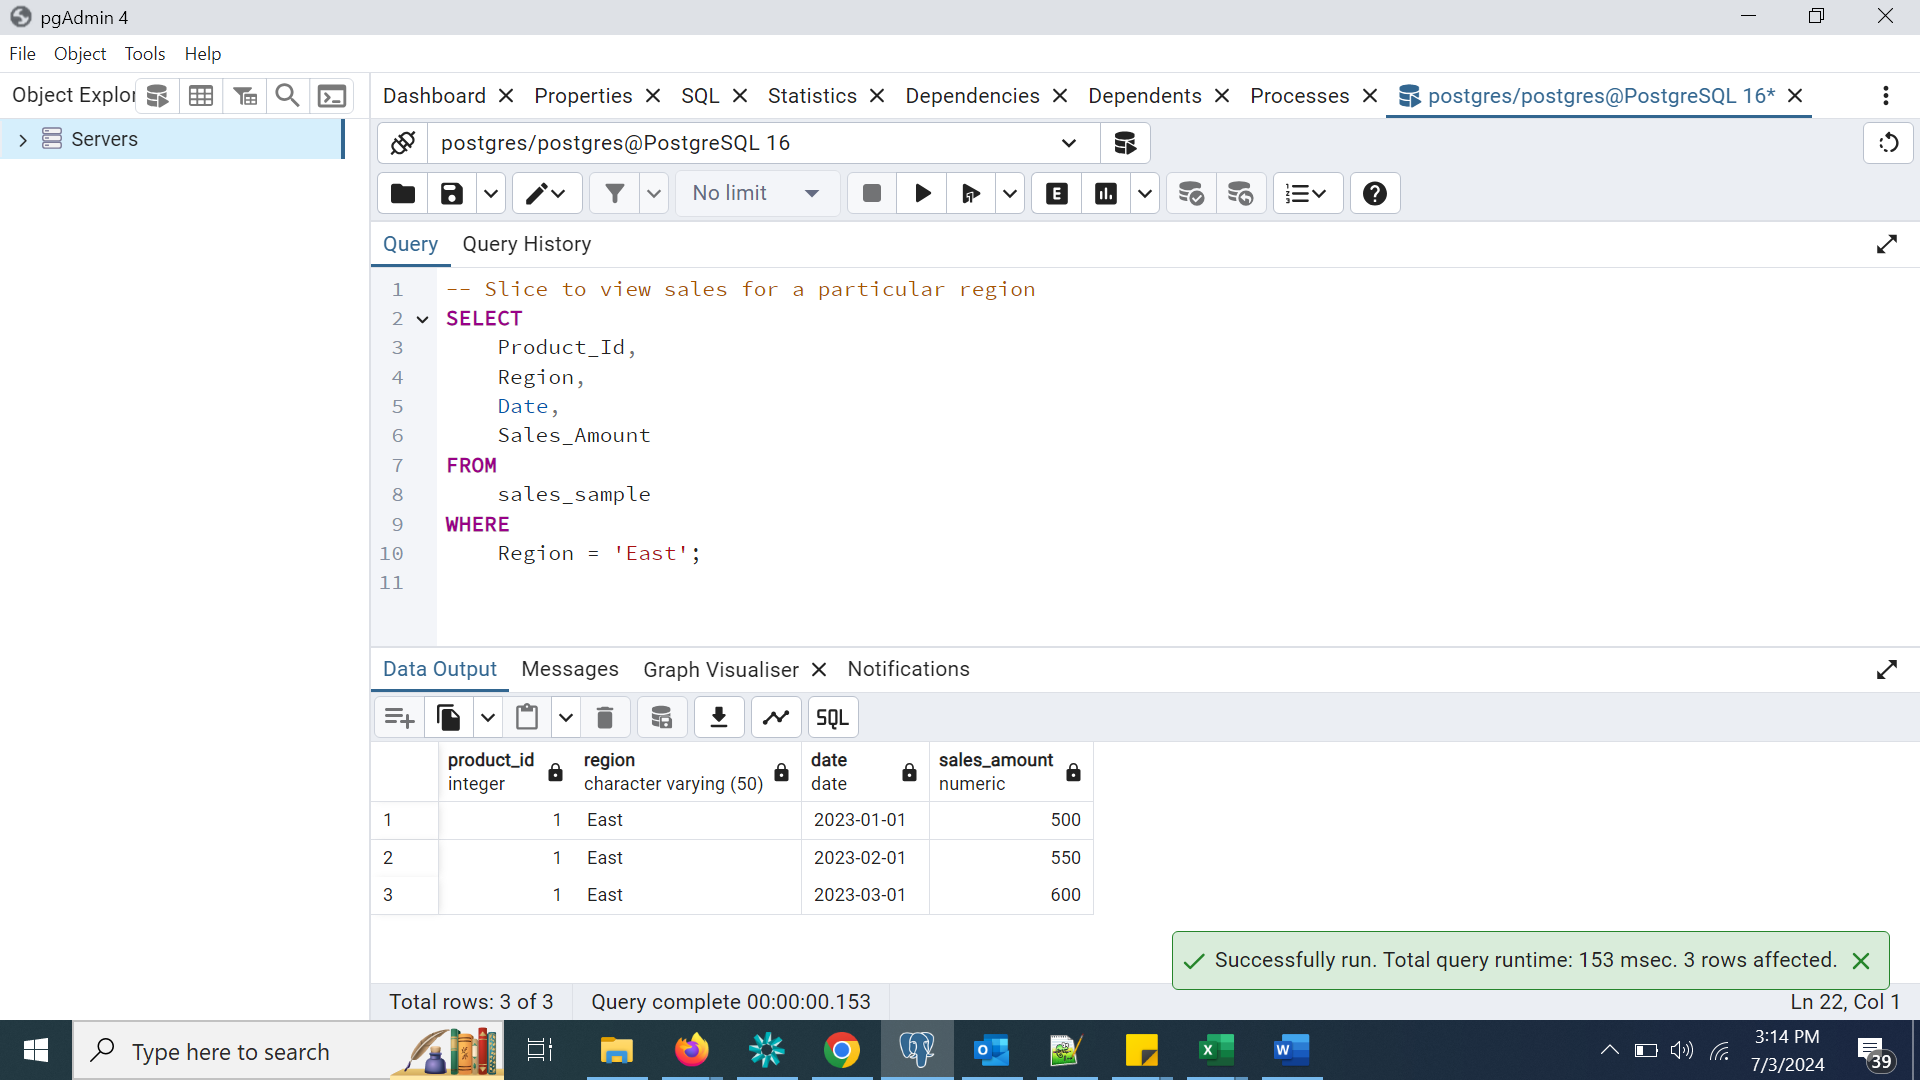 pgAdmin 4
File Object Tools Help
Object Explor
Dashboard Properties SQL Statistics Dependencies Dependents Processes postgres/postgres@PostgreSQL 16*
Servers
postgres/postgres@PostgreSQL 16
No limit
E
Query Query History
1 -- Slice to view sales for a particular region
2 SELECT
3 Product_Id,
4 Region,
5 Date,
6 Sales_Amount
7 FROM
8 sales_sample
9 WHERE
10 Region = 'East';
11
Data Output Messages Graph Visualiser Notifications
SQL
product_id region date sales_amount
integer character varying (50) date numeric
1 1 East 2023-01-01 500
2 1 East 2023-02-01 550
3 1 East 2023-03-01 600
Successfully run. Total query runtime: 153 msec. 3 rows affected.
Total rows: 3 of 3 Query complete 00:00:00.153 Ln 22, Col 1
Type here to search
3:14 PM
7/3/2024
39